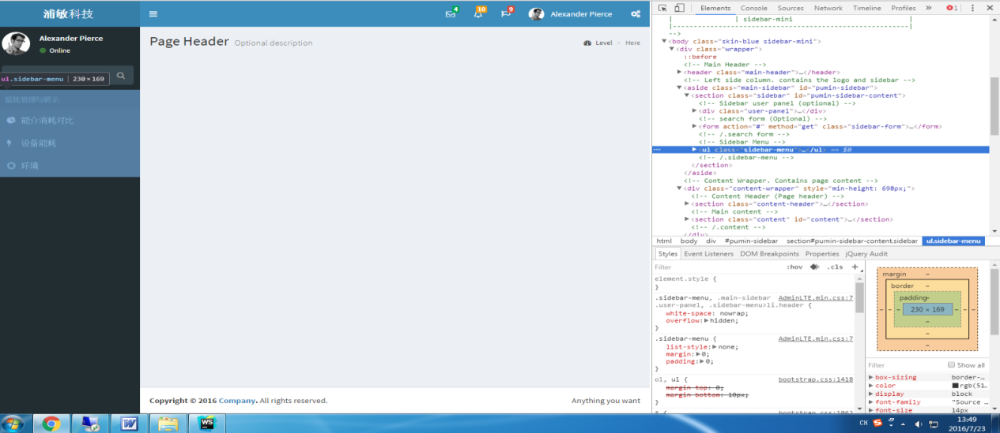 浦敏科技
4
10
9
Alexander Pierce
Alexander Pierce
Online
ul.sidebar-menu | 230×169
能耗管理与展示
能介消耗对比
设备能耗
环境
Page Header Optional description
Level > Here
Copyright © 2016 Company. All rights reserved.
Anything you want
Elements Console Sources Network Timeline Profiles » 1
| | sidebar-mini |
|---------------------------------------------------------|
-->
<body class="skin-blue sidebar-mini">
<div class="wrapper">
::before
<!-- Main Header -->
<header class="main-header">…</header>
<!-- Left side column. contains the logo and sidebar -->
<aside class="main-sidebar" id="pumin-sidebar">
<section class="sidebar" id="pumin-sidebar-content">
<!-- Sidebar user panel (optional) -->
<div class="user-panel">…</div>
<!-- search form (Optional) -->
<form action="#" method="get" class="sidebar-form">…</form>
<!-- /.search form -->
<!-- Sidebar Menu -->
<ul class="sidebar-menu">…</ul> == $0
<!-- /.sidebar-menu -->
</section>
</aside>
<!-- Content Wrapper. Contains page content -->
<div class="content-wrapper" style="min-height: 698px;">
<!-- Content Header (Page header) -->
<section class="content-header">…</section>
<!-- Main content -->
<section class="content" id="content">…</section>
<!-- /.content -->
</div>
html body div #pumin-sidebar section#pumin-sidebar-content.sidebar ul.sidebar-menu
Styles Event Listeners DOM Breakpoints Properties jQuery Audit
Filter :hov .cls +
element.style {
}
.sidebar-menu, .main-sidebar AdminLTE.min.css:7
.user-panel, .sidebar-menu>li.header {
white-space: nowrap;
overflow: hidden;
}
.sidebar-menu { AdminLTE.min.css:7
list-style: none;
margin: 0;
padding: 0;
}
ol, ul { bootstrap.css:1418
margin-top: 0;
margin-bottom: 10px;
}
* { bootstrap.css:1062
margin –
border –
padding –
– – – 230 × 169 – – –
–
–
–
Filter Show all
box-sizing border-…
color rgb(51…
display block
font-family "Source …
font-size 14px
CH
13:49
2016/7/23